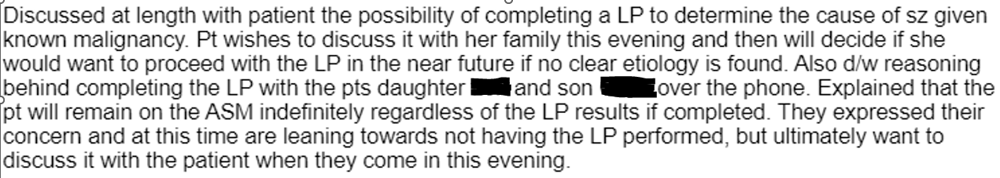 Discussed at length with patient the possibility of completing a LP to determine the cause of sz given
known malignancy. Pt wishes to discuss it with her family this evening and then will decide if she
would want to proceed with the LP in the near future if no clear etiology is found. Also d/w reasoning
behind completing the LP with the pts daughter and son over the phone. Explained that the
pt will remain on the ASM indefinitely regardless of the LP results if completed. They expressed their
concern and at this time are leaning towards not having the LP performed, but ultimately want to
discuss it with the patient when they come in this evening.